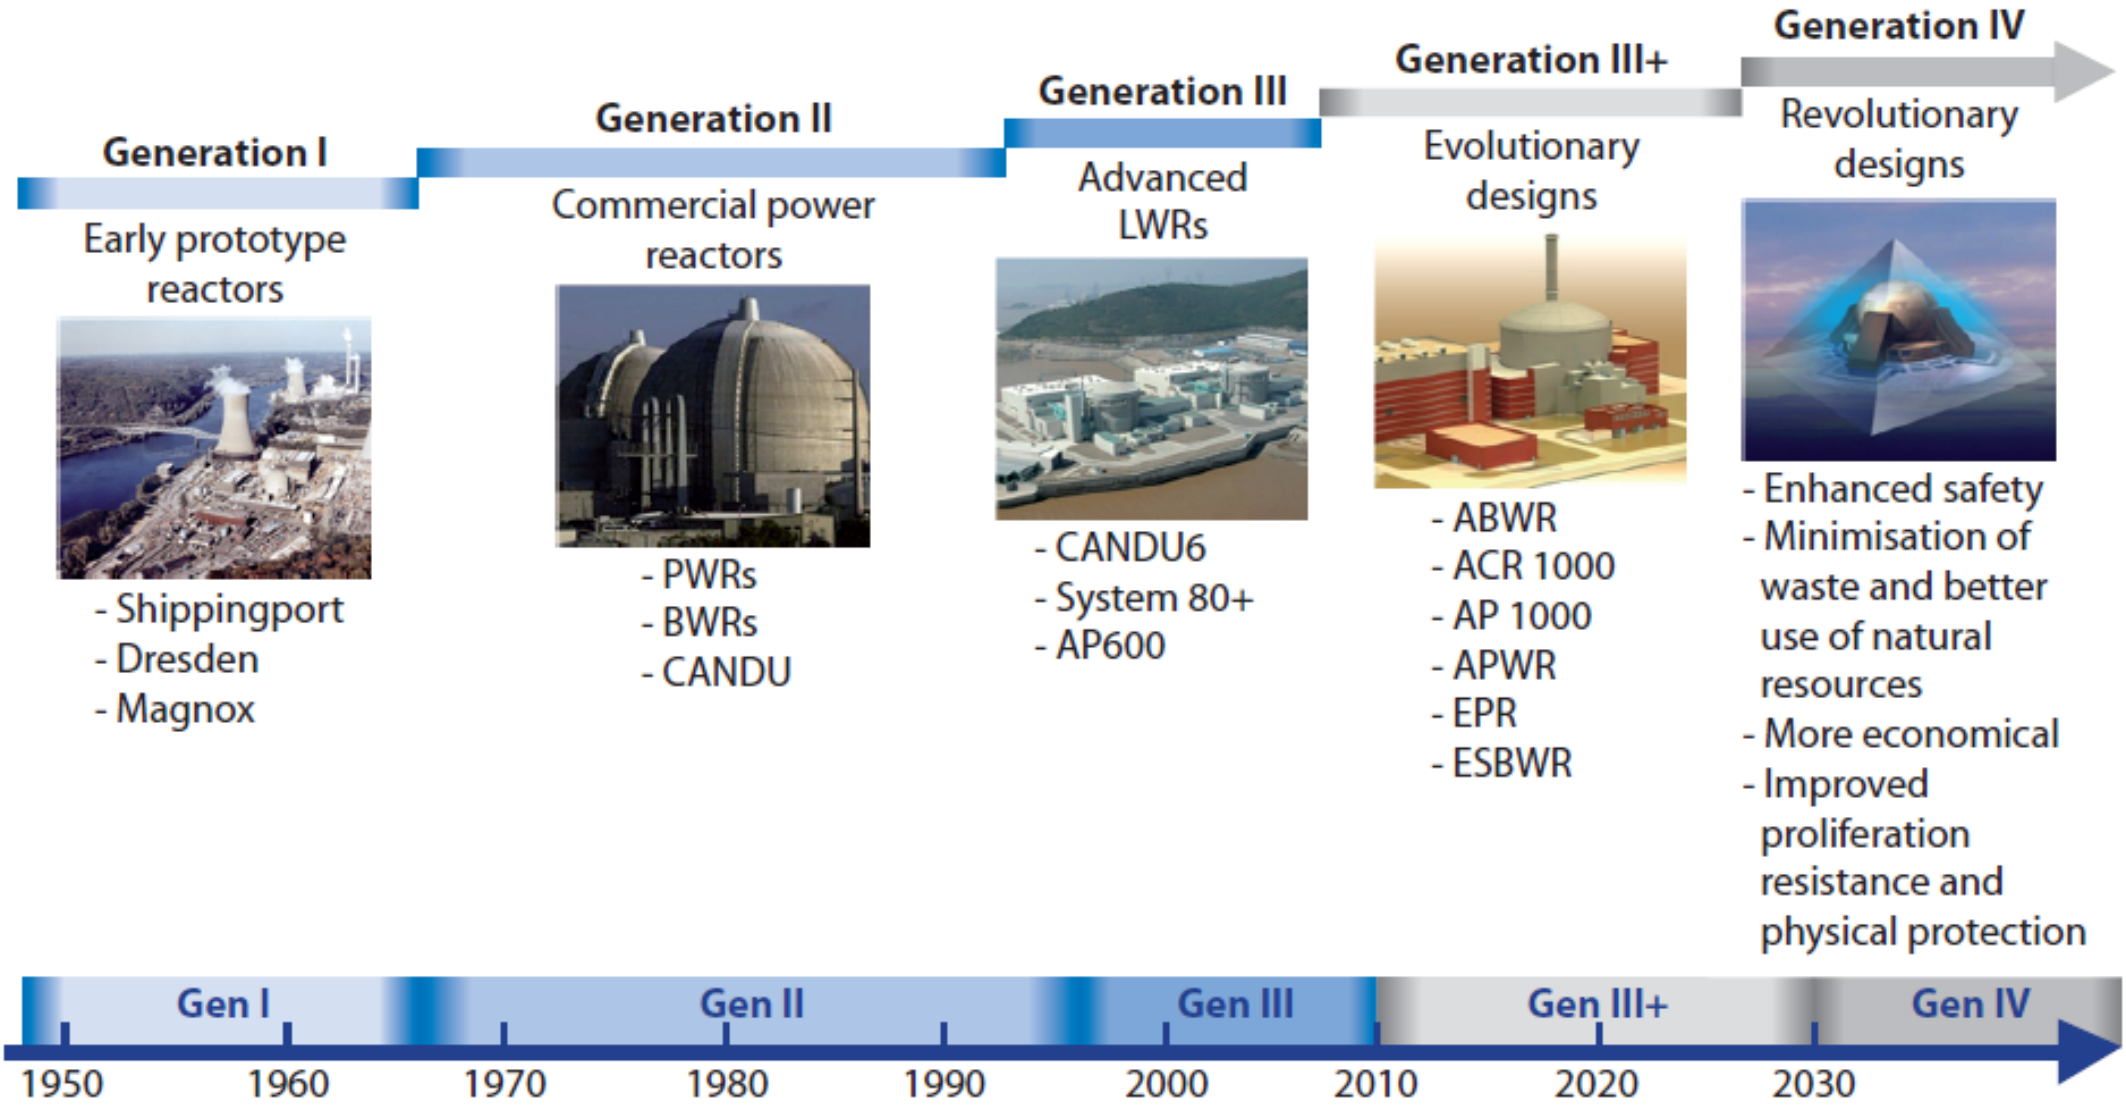 Generation I
Early prototype
reactors
- Shippingport
- Dresden
- Magnox
Generation II
Commercial power
reactors
- PWRs
- BWRs
- CANDU
Generation III
Advanced
LWRs
- CANDU6
- System 80+
- AP600
Generation III+
Evolutionary
designs
- ABWR
- ACR 1000
- AP 1000
- APWR
- EPR
- ESBWR
Generation IV
Revolutionary
designs
- Enhanced safety
- Minimisation of
waste and better
use of natural
resources
- More economical
- Improved
proliferation
resistance and
physical protection
Gen I
Gen II
Gen III
Gen III+
Gen IV
1950
1960
1970
1980
1990
2000
2010
2020
2030